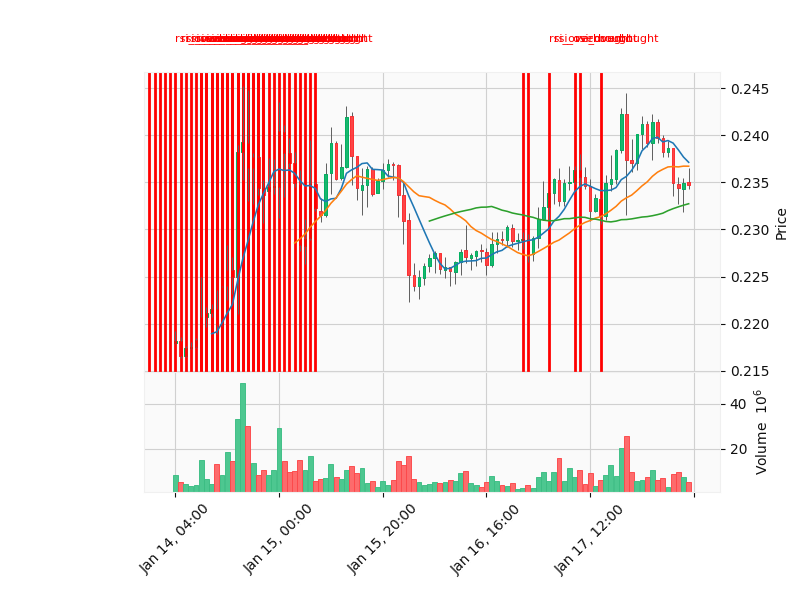 0.245
0.240
0.235
0.230
0.225
0.220
0.215
Price
40
20
Volume 10⁶
Jan 14, 04:00
Jan 15, 00:00
Jan 15, 20:00
Jan 16, 16:00
Jan 17, 12:00